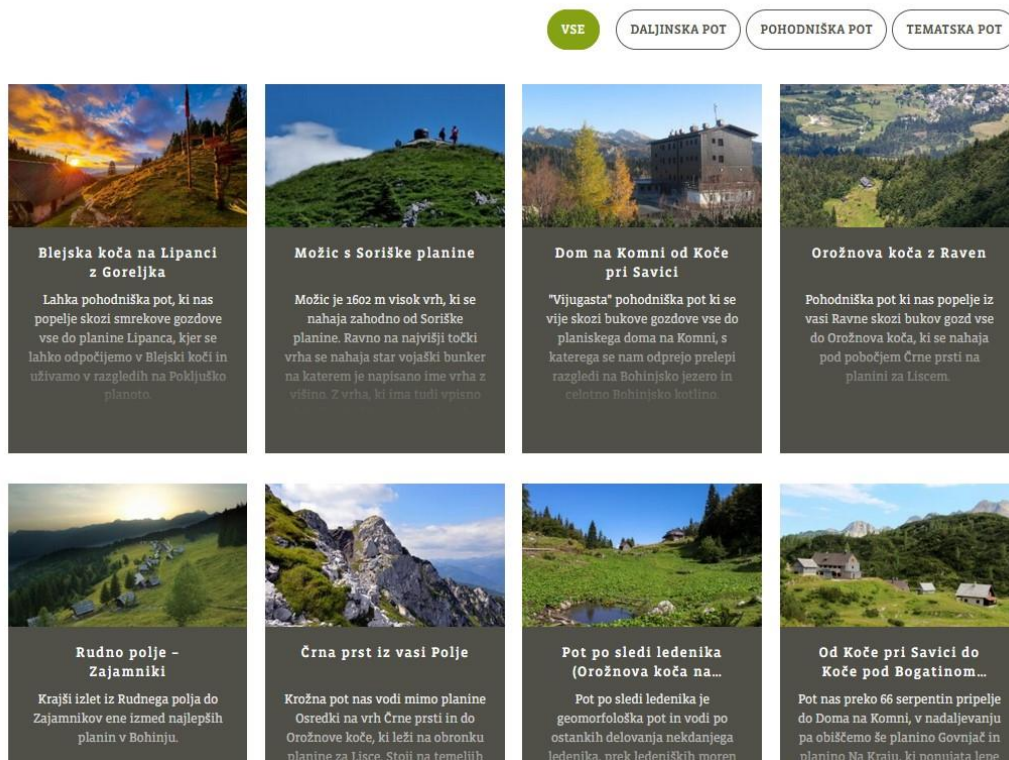 VSE
DALJINSKA POT
POHODNIŠKA POT
TEMATSKA POT
Blejska koča na Lipanci
z Goreljka
Lahka pohodniška pot, ki nas
popelje skozi smrekove gozdove
vse do planine Lipanca, kjer se
lahko odpočijemo v Blejski koči in
uživamo v razgledih na Pokljuško
planoto.
Možic s Soriške planine
Možic je 1602 m visok vrh, ki se
nahaja zahodno od Soriške
planine. Ravno na najvišji točki
vrha se nahaja star vojaški bunker
na katerem je napisano ime vrha z
višino. Z vrha, ki ima tudi vpisno
Dom na Komni od Koče
pri Savici
"Vijugasta" pohodniška pot ki se
vije skozi bukove gozdove vse do
planiskega doma na Komni, s
katerega se nam odprejo prelepi
razgledi na Bohinjsko jezero in
celotno Bohinjsko kotlino.
Orožnova koča z Raven
Pohodniška pot ki nas popelje iz
vasi Ravne skozi bukov gozd vse
do Orožnova koča, ki se nahaja
pod pobočjem Črne prsti na
planini za Liscem.
Rudno polje –
Zajamniki
Krajši izlet iz Rudnega polja do
Zajamnikov ene izmed najlepših
planin v Bohinju.
Črna prst iz vasi Polje
Krožna pot nas vodi mimo planine
Osredki na vrh Črne prsti in do
Orožnove koče, ki leži na obronku
planine za Lisce. Stoji na temeljih
Pot po sledi ledenika
(Orožnova koča na...
Pot po sledi ledenika je
geomorfološka pot in vodi po
ostankih delovanja nekdanjega
ledenika, prek ledeniških moren
Od Koče pri Savici do
Koče pod Bogatinom...
Pot nas preko 66 serpentin pripelje
do Doma na Komni, v nadaljevanju
pa obiščemo še planino Govnjač in
planino Na Kraju, ki ponujata lepe